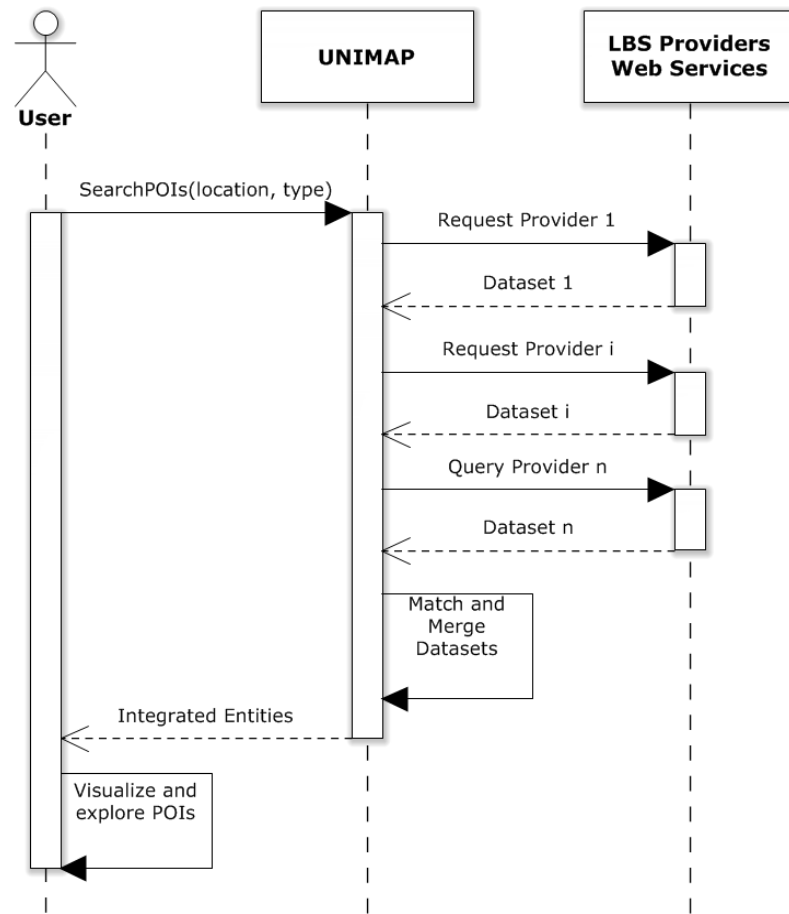 User
UNIMAP
LBS Providers
Web Services
SearchPOIs(location, type)
Request Provider 1
Dataset 1
Request Provider i
Dataset i
Query Provider n
Dataset n
Match and
Merge
Datasets
Integrated Entities
Visualize and
explore POIs